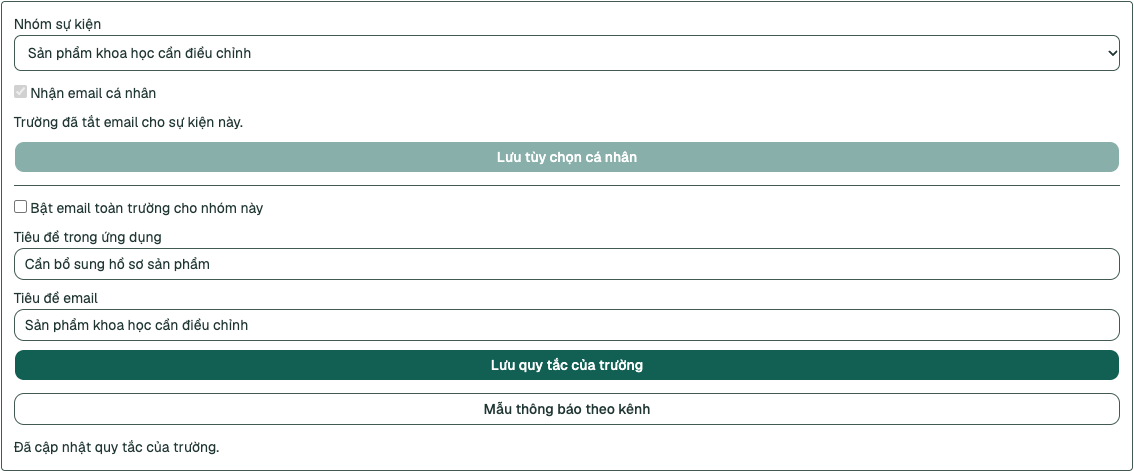 Nhóm sự kiện
Sản phẩm khoa học cần điều chỉnh
Nhận email cá nhân
Trường đã tắt email cho sự kiện này.
Lưu tùy chọn cá nhân
Bật email toàn trường cho nhóm này
Tiêu đề trong ứng dụng
Cần bổ sung hồ sơ sản phẩm
Tiêu đề email
Sản phẩm khoa học cần điều chỉnh
Lưu quy tắc của trường
Mẫu thông báo theo kênh
Đã cập nhật quy tắc của trường.